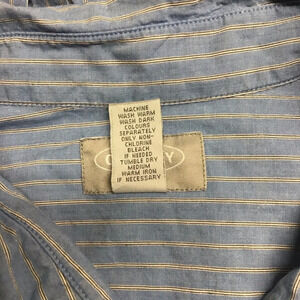 MACHINE
WASH WARM
WASH DARK
COLOURS
SEPARATELY
ONLY NON-
CHLORINE
BLEACH
IF NEEDED
TUMBLE DRY
MEDIUM
WARM IRON
IF NECESSARY